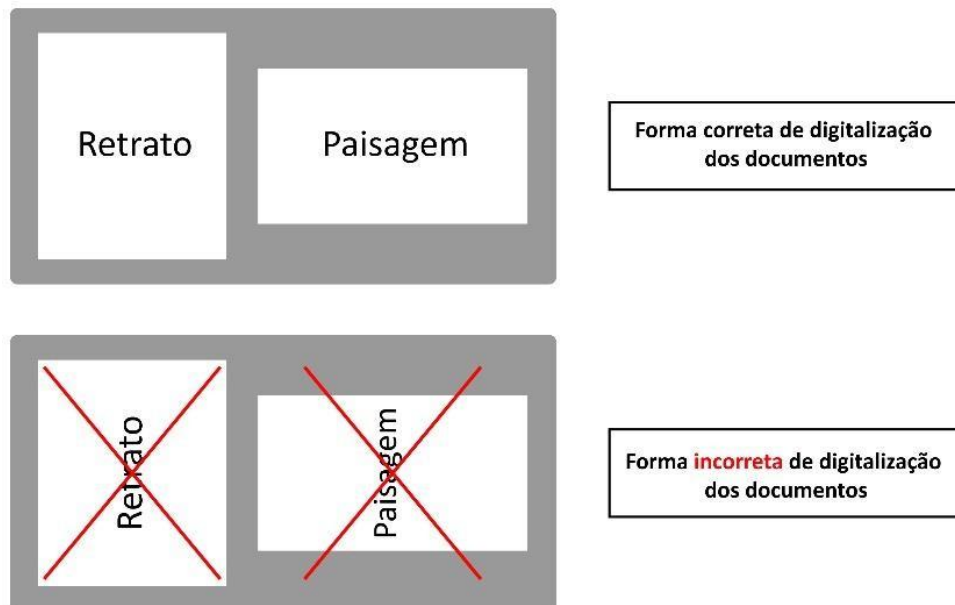 Retrato
Paisagem
Forma correta de digitalização
dos documentos
Retrato
Paisagem
Forma incorreta de digitalização
dos documentos